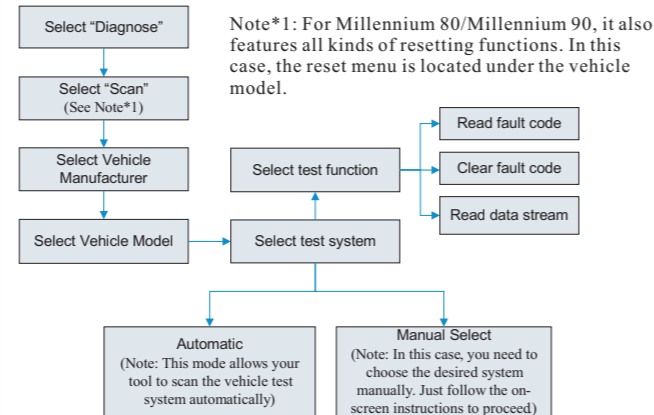 Select “Diagnose”
Note*1: For Millennium 80/Millennium 90, it also
features all kinds of resetting functions. In this
case, the reset menu is located under the vehicle
model.
Select “Scan”
(See Note*1)
Select Vehicle
Manufacturer
Select Vehicle Model
Select test system
Select test function
Read fault code
Clear fault code
Read data stream
Automatic
(Note: This mode allows your
tool to scan the vehicle test
system automatically)
Manual Select
(Note: In this case, you need to
choose the desired system
manually. Just follow the on-
screen instructions to proceed)